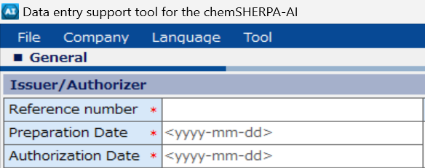 AI Data entry support tool for the chemSHERPA-AI
File Company Language Tool
■ General
Issuer/Authorizer
Reference number *
Preparation Date * <yyyy-mm-dd>
Authorization Date * <yyyy-mm-dd>